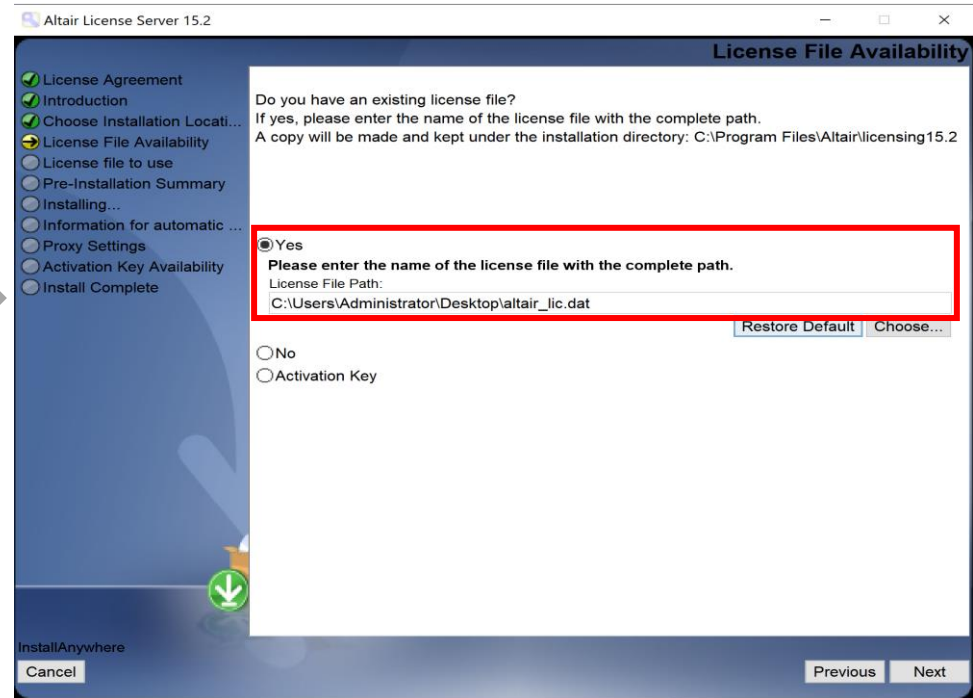 Altair License Server 15.2
License File Availability
License Agreement
Introduction
Choose Installation Locati...
License File Availability
License file to use
Pre-Installation Summary
Installing...
Information for automatic ...
Proxy Settings
Activation Key Availability
Install Complete
Do you have an existing license file?
If yes, please enter the name of the license file with the complete path.
A copy will be made and kept under the installation directory: C:\Program Files\Altair\licensing15.2
Yes
Please enter the name of the license file with the complete path.
License File Path:
C:\Users\Administrator\Desktop\altair_lic.dat
Restore Default Choose...
No
Activation Key
InstallAnywhere
Cancel Previous Next